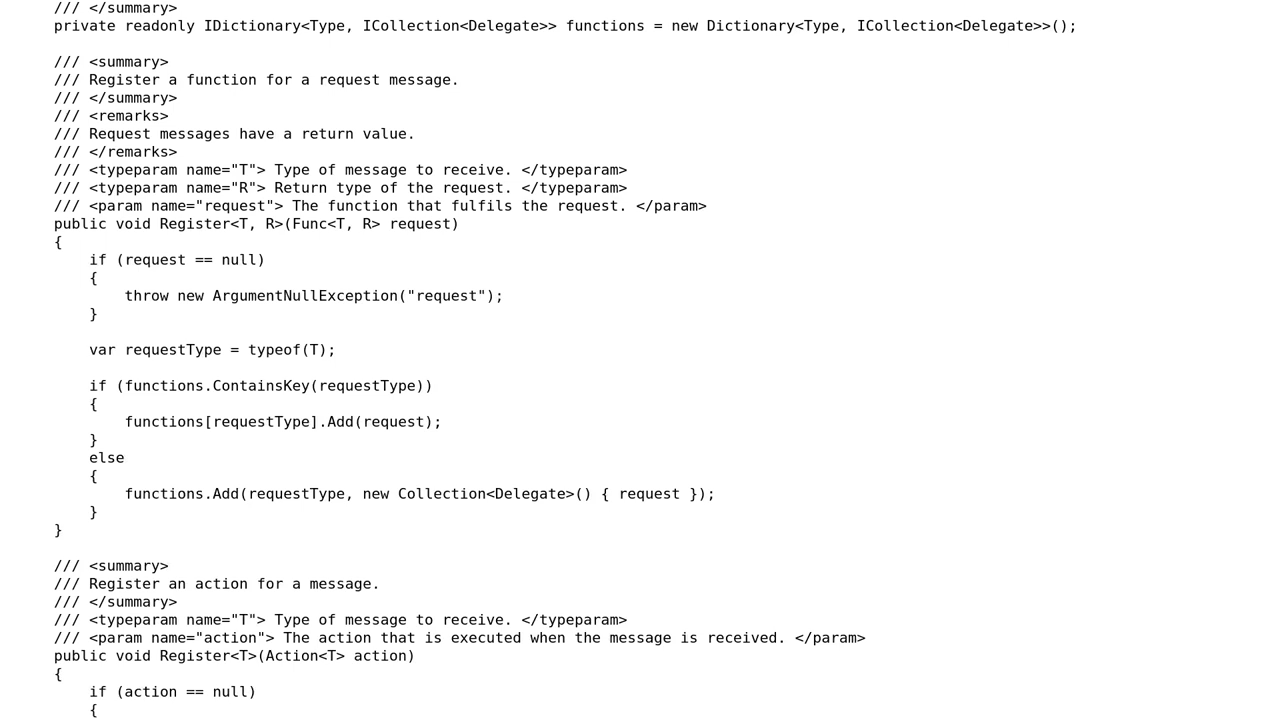 /// </summary>
private readonly IDictionary<Type, ICollection<Delegate>> functions = new Dictionary<Type, ICollection<Delegate>>();
/// <summary>
/// Register a function for a request message.
/// </summary>
/// <remarks>
/// Request messages have a return value.
/// </remarks>
/// <typeparam name="T"> Type of message to receive. </typeparam>
/// <typeparam name="R"> Return type of the request. </typeparam>
/// <param name="request"> The function that fulfils the request. </param>
public void Register<T, R>(Func<T, R> request)
{
    if (request == null)
    {
        throw new ArgumentNullException("request");
    }
    var requestType = typeof(T);
    if (functions.ContainsKey(requestType))
    {
        functions[requestType].Add(request);
    }
    else
    {
        functions.Add(requestType, new Collection<Delegate>() { request });
    }
}
/// <summary>
/// Register an action for a message.
/// </summary>
/// <typeparam name="T"> Type of message to receive. </typeparam>
/// <param name="action"> The action that is executed when the message is received. </param>
public void Register<T>(Action<T> action)
{
    if (action == null)
    {